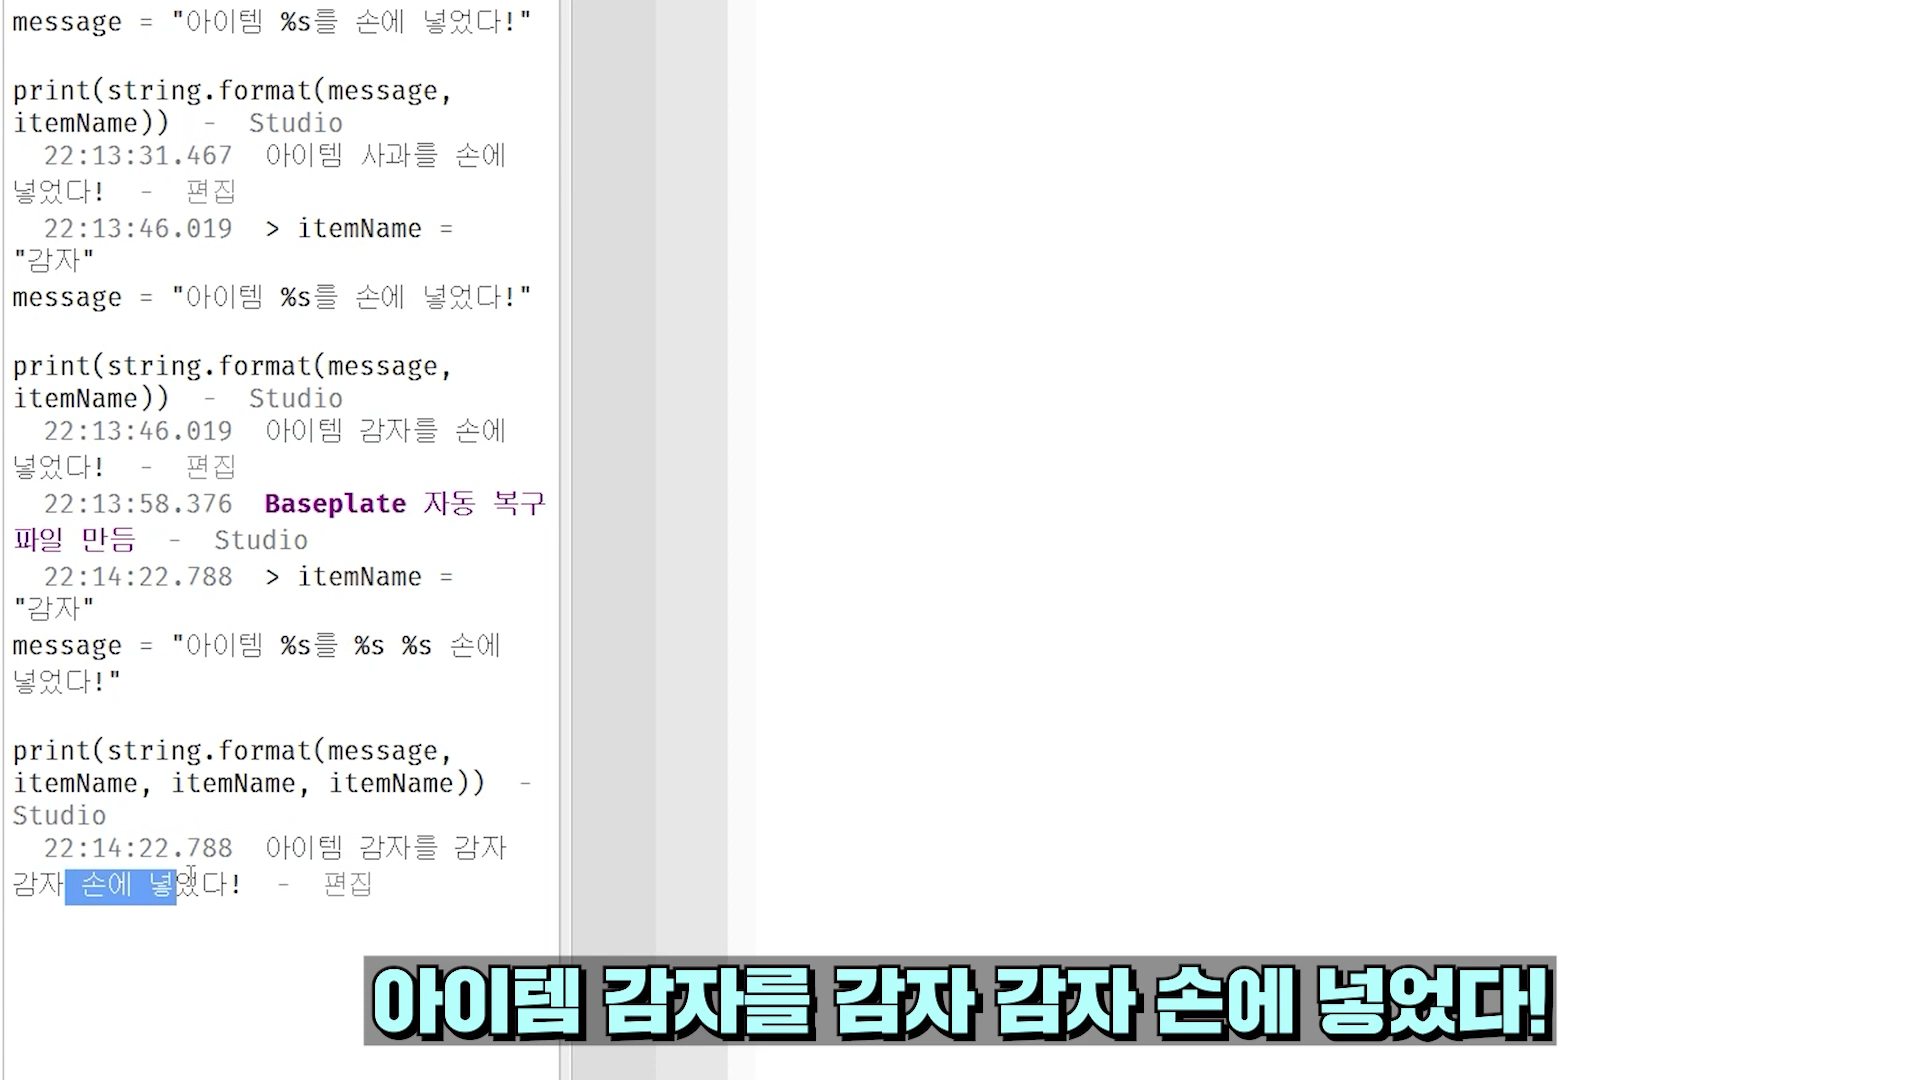 message = "아이템 %s를 손에 넣었다!"
print(string.format(message,
itemName))  -  Studio
22:13:31.467  아이템 사과를 손에
넣었다!  -  편집
22:13:46.019  > itemName =
"감자"
message = "아이템 %s를 손에 넣었다!"
print(string.format(message,
itemName))  -  Studio
22:13:46.019  아이템 감자를 손에
넣었다!  -  편집
22:13:58.376  Baseplate 자동 복구
파일 만듬  -  Studio
22:14:22.788  > itemName =
"감자"
message = "아이템 %s를 %s %s 손에
넣었다!"
print(string.format(message,
itemName, itemName, itemName))  -
Studio
22:14:22.788  아이템 감자를 감자
감자 손에 넣었다!  -  편집
아이템 감자를 감자 감자 손에 넣었다!